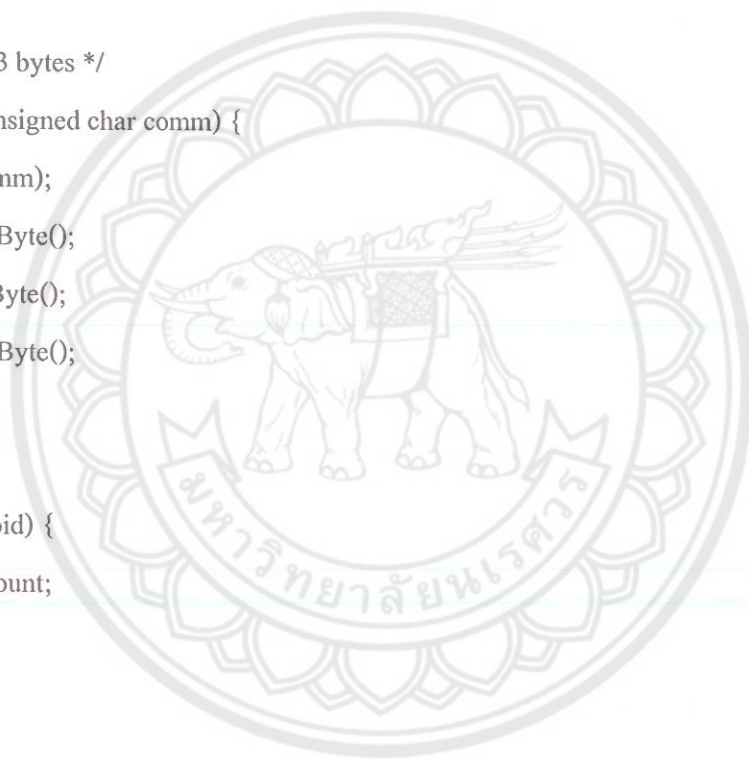 3 bytes */
nsigned char comm) {
nm);
Byte();
Byte();
Byte();
oid) {
ount;
มหาวิทยาลัยนเรศวร